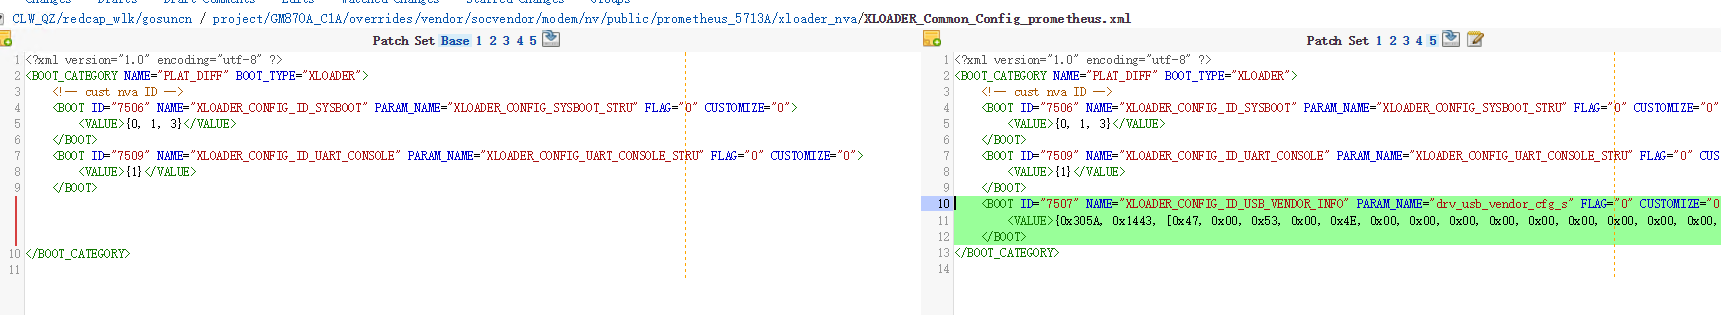 CLW_QZ/redcap_wlk/gosuncn / project/GM870A_C1A/overrides/vendor/socvendor/modem/nv/public/prometheus_5713A/xloader_nva/XLOADER_Common_Config_prometheus.xml
Patch Set Base 1 2 3 4 5
1 <?xml version="1.0" encoding="utf-8" ?>
2 <BOOT_CATEGORY NAME="PLAT_DIFF" BOOT_TYPE="XLOADER">
3 <!-- cust nva ID -->
4 <BOOT ID="7506" NAME="XLOADER_CONFIG_ID_SYSBOOT" PARAM_NAME="XLOADER_CONFIG_SYSBOOT_STRU" FLAG="0" CUSTOMIZE="0">
5 <VALUE>{0, 1, 3}</VALUE>
6 </BOOT>
7 <BOOT ID="7509" NAME="XLOADER_CONFIG_ID_UART_CONSOLE" PARAM_NAME="XLOADER_CONFIG_UART_CONSOLE_STRU" FLAG="0" CUSTOMIZE="0">
8 <VALUE>{1}</VALUE>
9 </BOOT>
10 </BOOT_CATEGORY>
11
Patch Set 1 2 3 4 5
1 <?xml version="1.0" encoding="utf-8" ?>
2 <BOOT_CATEGORY NAME="PLAT_DIFF" BOOT_TYPE="XLOADER">
3 <!-- cust nva ID -->
4 <BOOT ID="7506" NAME="XLOADER_CONFIG_ID_SYSBOOT" PARAM_NAME="XLOADER_CONFIG_SYSBOOT_STRU" FLAG="0" CUSTOMIZE="0"
5 <VALUE>{0, 1, 3}</VALUE>
6 </BOOT>
7 <BOOT ID="7509" NAME="XLOADER_CONFIG_ID_UART_CONSOLE" PARAM_NAME="XLOADER_CONFIG_UART_CONSOLE_STRU" FLAG="0" CUS
8 <VALUE>{1}</VALUE>
9 </BOOT>
10 <BOOT ID="7507" NAME="XLOADER_CONFIG_ID_USB_VENDOR_INFO" PARAM_NAME="drv_usb_vendor_cfg_s" FLAG="0" CUSTOMIZE="0
11 <VALUE>{0x305A, 0x1443, [0x47, 0x00, 0x53, 0x00, 0x4E, 0x00, 0x00, 0x00, 0x00, 0x00, 0x00, 0x00, 0x00,
12 </BOOT>
13 </BOOT_CATEGORY>
14